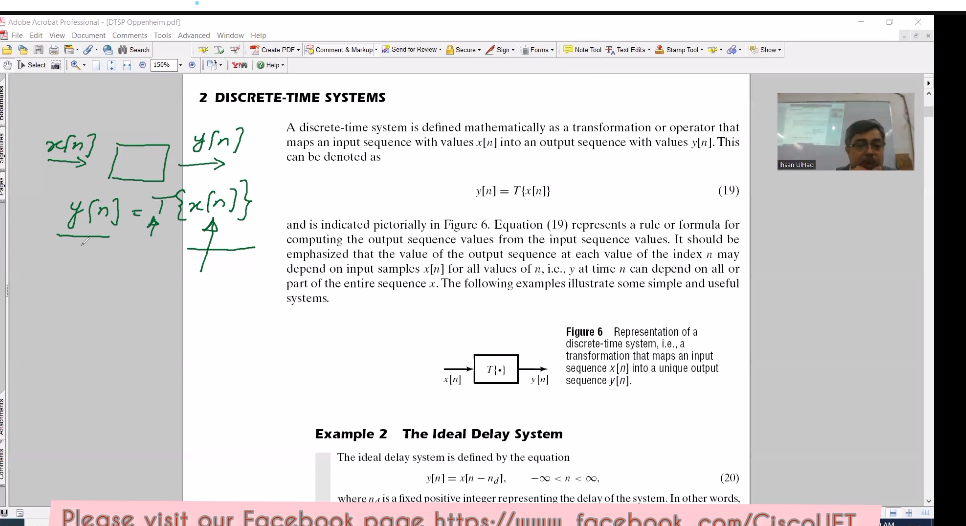 Adobe Acrobat Professional - [DTSP Oppenheim.pdf]
File Edit View Document Comments Tools Advanced Window Help
Search Create PDF Comment & Markup Send for Review Secure Sign Forms Note Tool Text Edits Stamp Tool Show
Select 150% Help
2 DISCRETE-TIME SYSTEMS
A discrete-time system is defined mathematically as a transformation or operator that
maps an input sequence with values x[n] into an output sequence with values y[n]. This
can be denoted as
y[n] = T{x[n]} (19)
and is indicated pictorially in Figure 6. Equation (19) represents a rule or formula for
computing the output sequence values from the input sequence values. It should be
emphasized that the value of the output sequence at each value of the index n may
depend on input samples x[n] for all values of n, i.e., y at time n can depend on all or
part of the entire sequence x. The following examples illustrate some simple and useful
systems.
x[n] y[n]
y[n] = T{x[n]}
Figure 6 Representation of a
discrete-time system, i.e., a
transformation that maps an input
sequence x[n] into a unique output
sequence y[n].
T{•}
x[n] y[n]
Example 2 The Ideal Delay System
The ideal delay system is defined by the equation
y[n] = x[n − nd], −∞ < n < ∞, (20)
where nd is a fixed positive integer representing the delay of the system. In other words,
Ihsan UlHaq
Pages
Comments
AM
Please visit our Facebook page https://www.facebook.com/CiscoUET